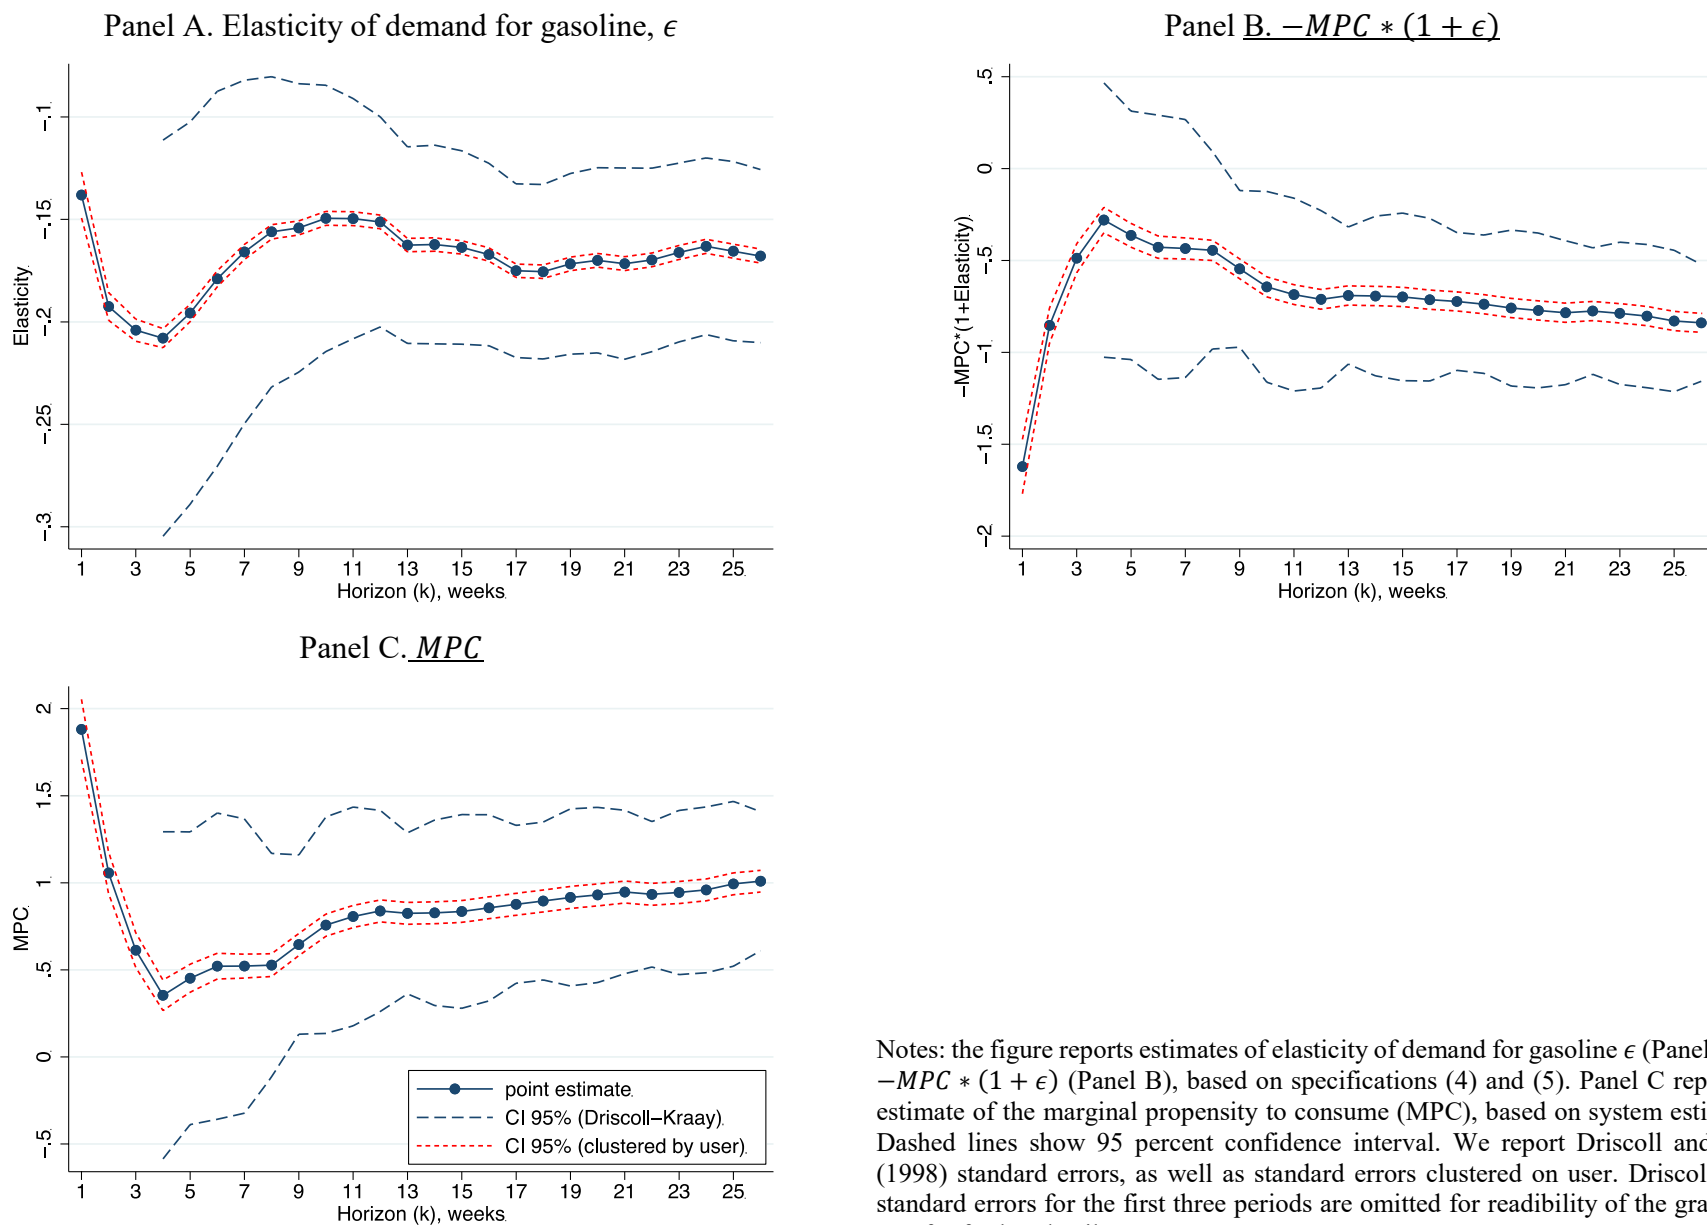 Panel A. Elasticity of demand for gasoline, ϵ
Panel B. −MPC ∗ (1 + ϵ)
Elasticity
−.1
−.15
−.2
−.25
−.3
1 3 5 7 9 11 13 15 17 19 21 23 25
Horizon (k), weeks
−MPC*(1+Elasticity)
.5
0
−.5
−1
−1.5
−2
1 3 5 7 9 11 13 15 17 19 21 23 25
Horizon (k), weeks
Panel C. MPC
MPC
2
1.5
1
.5
0
−.5
point estimate
CI 95% (Driscoll−Kraay)
CI 95% (clustered by user)
1 3 5 7 9 11 13 15 17 19 21 23 25
Horizon (k), weeks
Notes: the figure reports estimates of elasticity of demand for gasoline ϵ (Panel
−MPC ∗ (1 + ϵ) (Panel B), based on specifications (4) and (5). Panel C rep
estimate of the marginal propensity to consume (MPC), based on system esti
Dashed lines show 95 percent confidence interval. We report Driscoll and
(1998) standard errors, as well as standard errors clustered on user. Driscol
standard errors for the first three periods are omitted for readibility of the gra